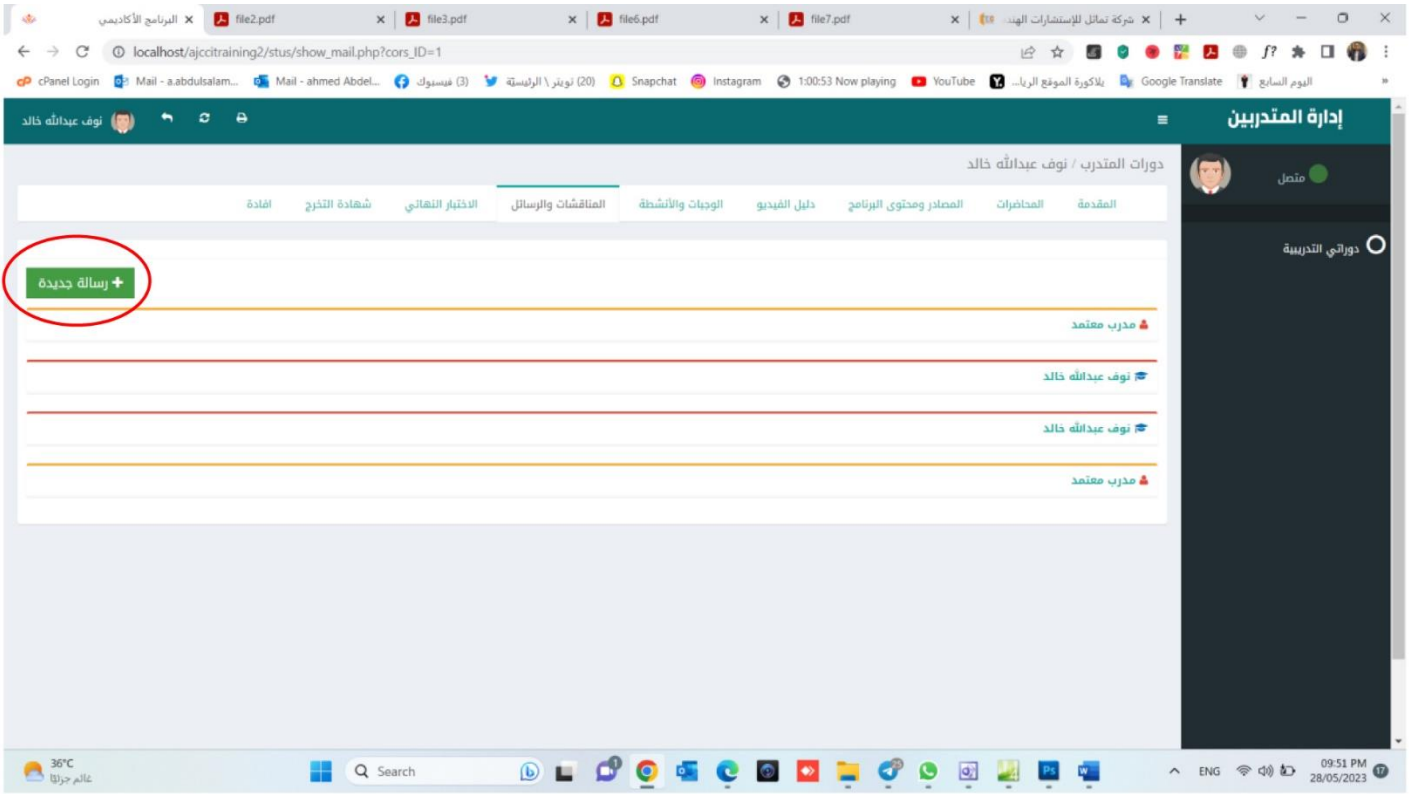 البرنامج الأكاديمي
file2.pdf
file3.pdf
file6.pdf
file7.pdf
شركة تماثل للإستشارات الهند
localhost/ajccitraining2/stus/show_mail.php?cors_ID=1
cPanel Login
Mail - a.abdulsalam...
Mail - ahmed Abdel...
(3) فيسبوك
(20) تويتر \ الرئيسيّة
Snapchat
Instagram
1:00:53 Now playing
YouTube
يلاكورة الموقع الريا...
Google Translate
اليوم السابع
إدارة المتدربين
نوف عبدالله خالد
متصل
دوراتي التدريبية
دورات المتدرب / نوف عبدالله خالد
المقدمة
المحاضرات
المصادر ومحتوى البرنامج
دليل الفيديو
الوجبات والأنشطة
المناقشات والرسائل
الاختبار النهائي
شهادة التخرج
افادة
+ رسالة جديدة
مدرب معتمد
نوف عبدالله خالد
نوف عبدالله خالد
مدرب معتمد
36°C
غائم جزئيًا
Search
ENG
09:51 PM
28/05/2023
17